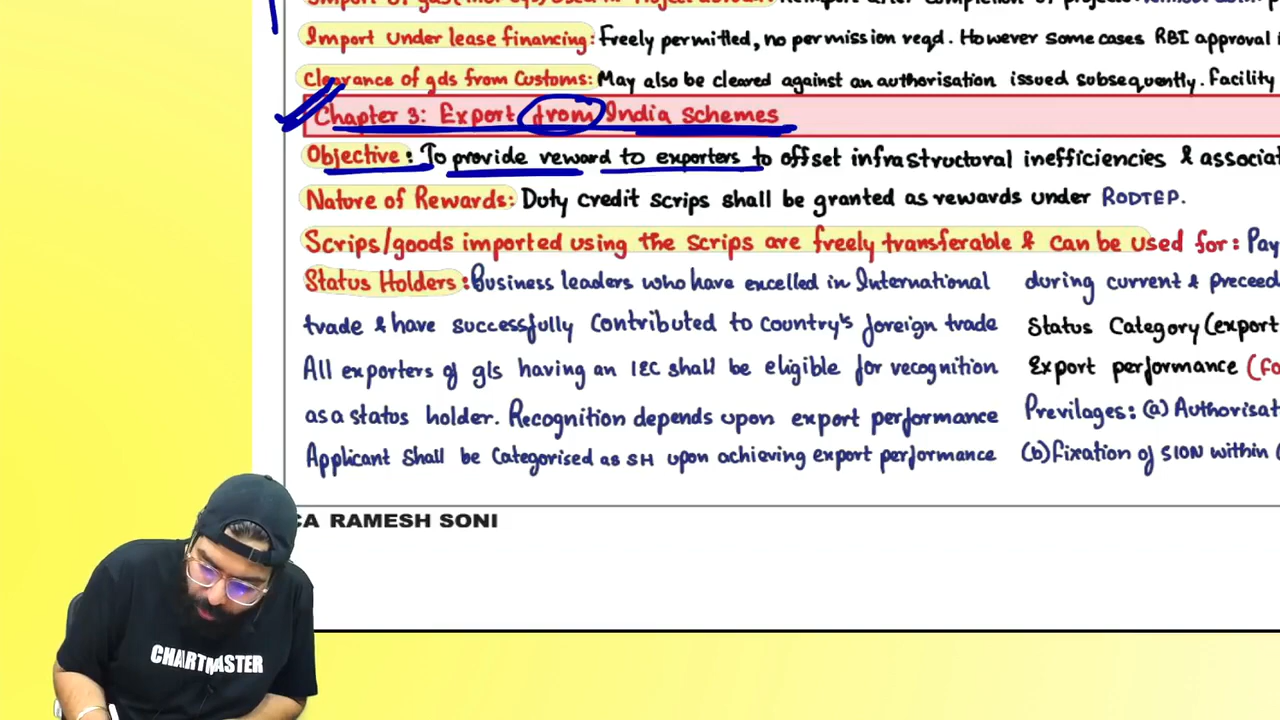 Import under lease financing: Freely permitted, no permission reqd. However some cases RBI approval
Clearance of gds from Customs: May also be cleared against an authorisation issued subsequently. Facility
Chapter 3: Export from India schemes
Objective: To provide reward to exporters to offset infrastructural inefficiencies & associat
Nature of Rewards: Duty credit scrips shall be granted as rewards under RODTEP.
Scrips/goods imported using the scrips are freely transferable & can be used for: Pay
Status Holders: Business leaders who have excelled in International
trade & have successfully contributed to country's foreign trade
All exporters of gls having an IEC shall be eligible for recognition
as a status holder. Recognition depends upon export performance
Applicant shall be Categorised as SH upon achieving export performance
during current & preceed
Status Category (export
Export performance (Fo
Previlages: (a) Authorisat
(b) Fixation of SION within
CA RAMESH SONI
CHARTMASTER